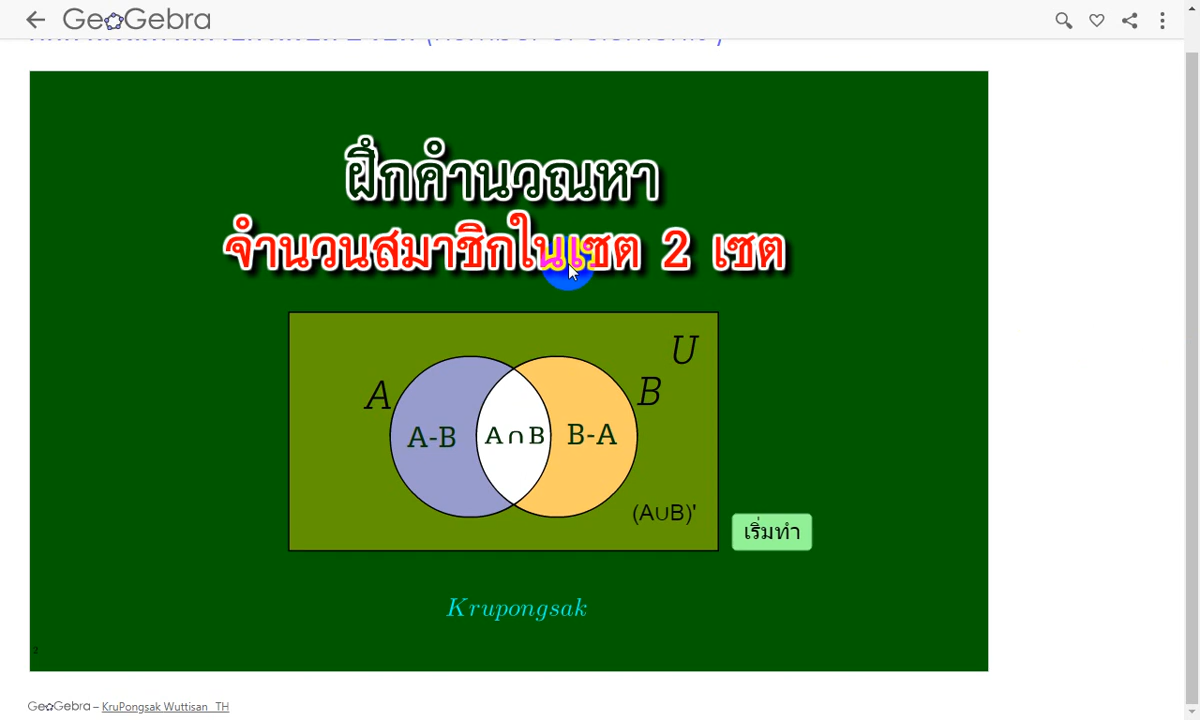 GeoGebra
ฝึกคำนวณหา
จำนวนสมาชิกในเซต 2 เซต
U
A
B
A-B
A∩B
B-A
(A∪B)'
เริ่มทำ
Krupongsak
2
GeoGebra – KruPongsak Wuttisan_TH